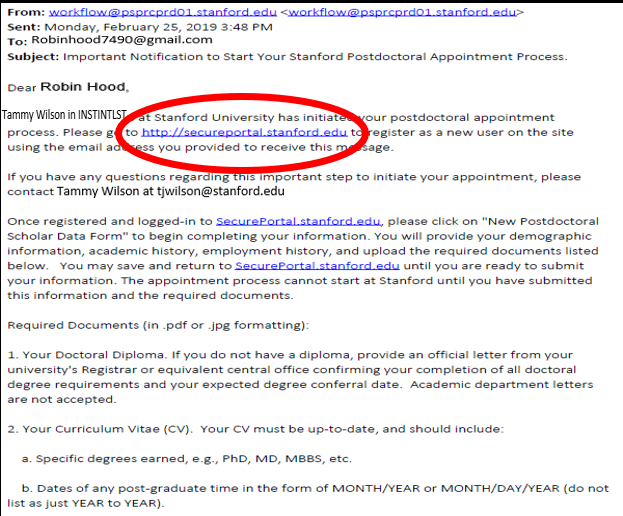 From: workflow@psprcprd01.stanford.edu <workflow@psprcprd01.stanford.edu>
Sent: Monday, February 25, 2019 3:48 PM
To: Robinhood7490@gmail.com
Subject: Important Notification to Start Your Stanford Postdoctoral Appointment Process.
Dear Robin Hood,
Tammy Wilson in INSTINTLST at Stanford University has initiated your postdoctoral appointment
process. Please go to http://secureportal.stanford.edu to register as a new user on the site
using the email address you provided to receive this message.
If you have any questions regarding this important step to initiate your appointment, please
contact Tammy Wilson at tjwilson@stanford.edu
Once registered and logged-in to SecurePortal.stanford.edu, please click on "New Postdoctoral
Scholar Data Form" to begin completing your information. You will provide your demographic
information, academic history, employment history, and upload the required documents listed
below. You may save and return to SecurePortal.stanford.edu until you are ready to submit
your information. The appointment process cannot start at Stanford until you have submitted
this information and the required documents.
Required Documents (in .pdf or .jpg formatting):
1. Your Doctoral Diploma. If you do not have a diploma, provide an official letter from your
university's Registrar or equivalent central office confirming your completion of all doctoral
degree requirements and your expected degree conferral date. Academic department letters
are not accepted.
2. Your Curriculum Vitae (CV). Your CV must be up-to-date, and should include:
a. Specific degrees earned, e.g., PhD, MD, MBBS, etc.
b. Dates of any post-graduate time in the form of MONTH/YEAR or MONTH/DAY/YEAR (do not
list as just YEAR to YEAR).